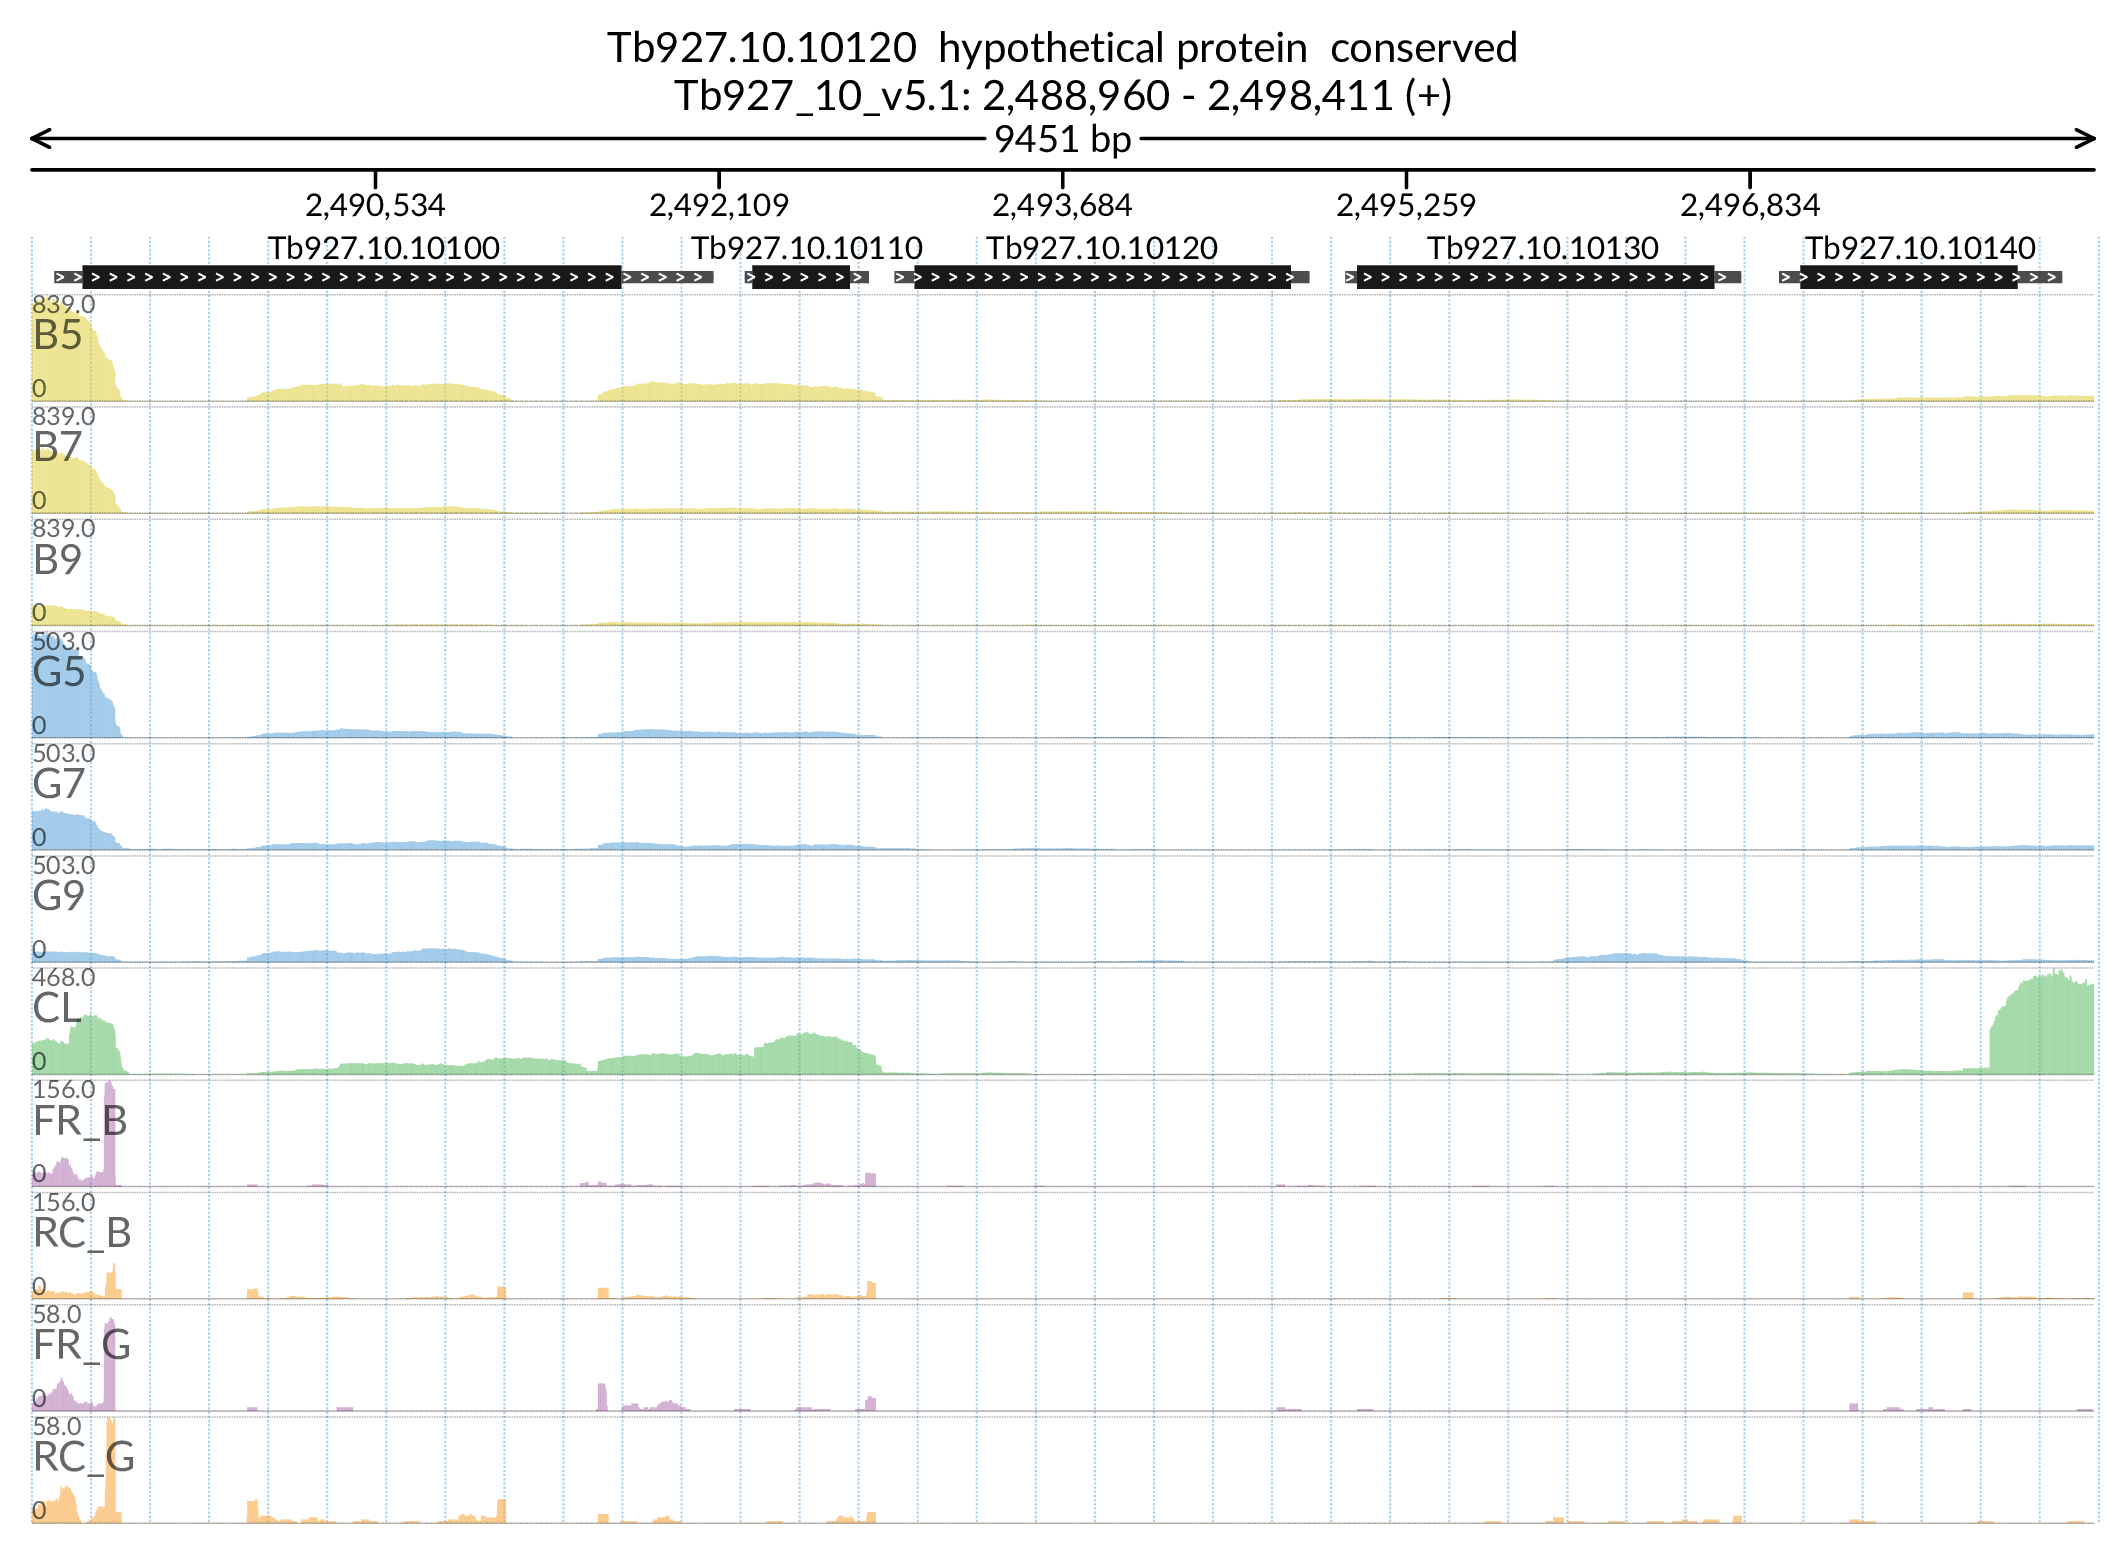 Tb927.10.10120  hypothetical protein  conserved
Tb927_10_v5.1: 2,488,960 - 2,498,411 (+)
9451 bp
2,490,534 2,492,109 2,493,684 2,495,259 2,496,834
Tb927.10.10100 Tb927.10.10110 Tb927.10.10120 Tb927.10.10130 Tb927.10.10140
839.0
B5
0
839.0
B7
0
839.0
B9
0
503.0
G5
0
503.0
G7
0
503.0
G9
0
468.0
CL
0
156.0
FR_B
0
156.0
RC_B
0
58.0
FR_G
0
58.0
RC_G
0